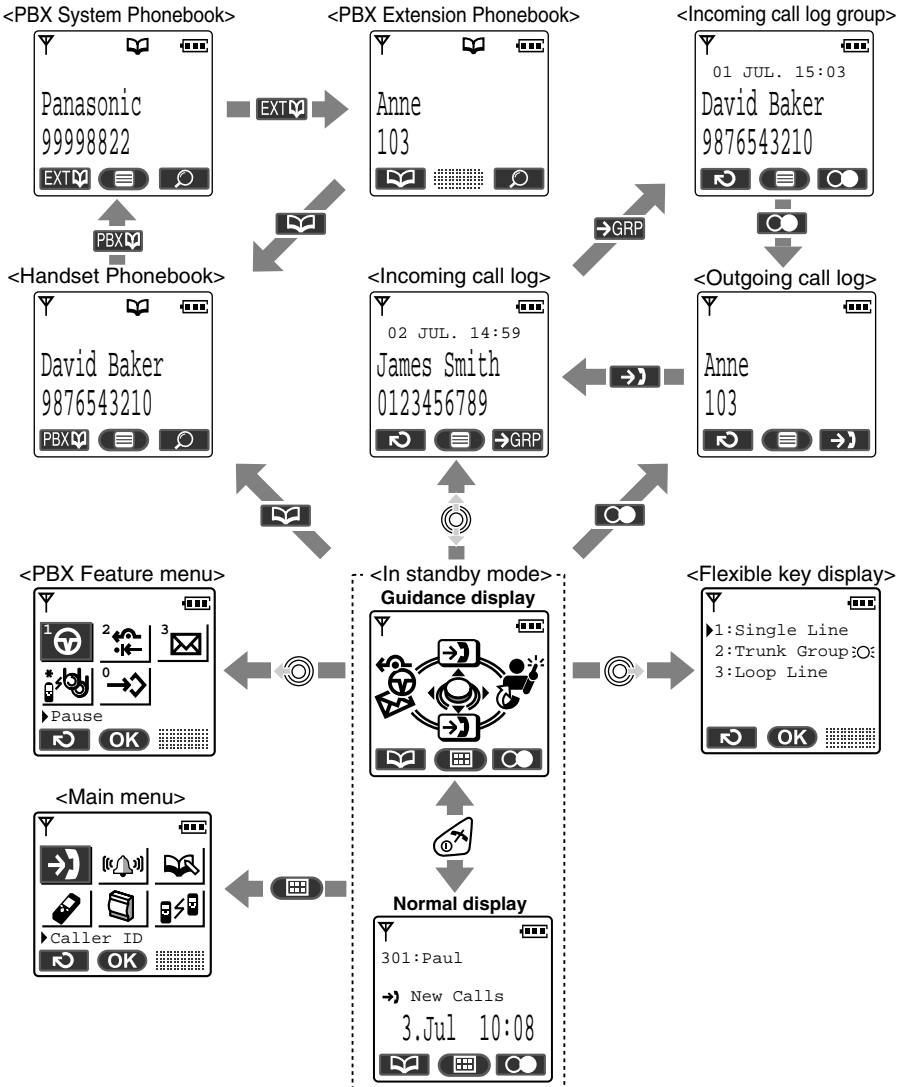 <PBX System Phonebook>
<PBX Extension Phonebook>
<Incoming call log group>
Panasonic
99998822
EXT
EXT
Anne
103
01 JUL. 15:03
David Baker
9876543210
PBX
→GRP
<Handset Phonebook>
<Incoming call log>
<Outgoing call log>
David Baker
9876543210
PBX
02 JUL. 14:59
James Smith
0123456789
→GRP
Anne
103
<PBX Feature menu>
<In standby mode>
<Flexible key display>
Guidance display
1
2
3
*
0
Pause
OK
1:Single Line
2:Trunk Group
3:Loop Line
OK
<Main menu>
Caller ID
OK
Normal display
301:Paul
New Calls
3.Jul 10:08